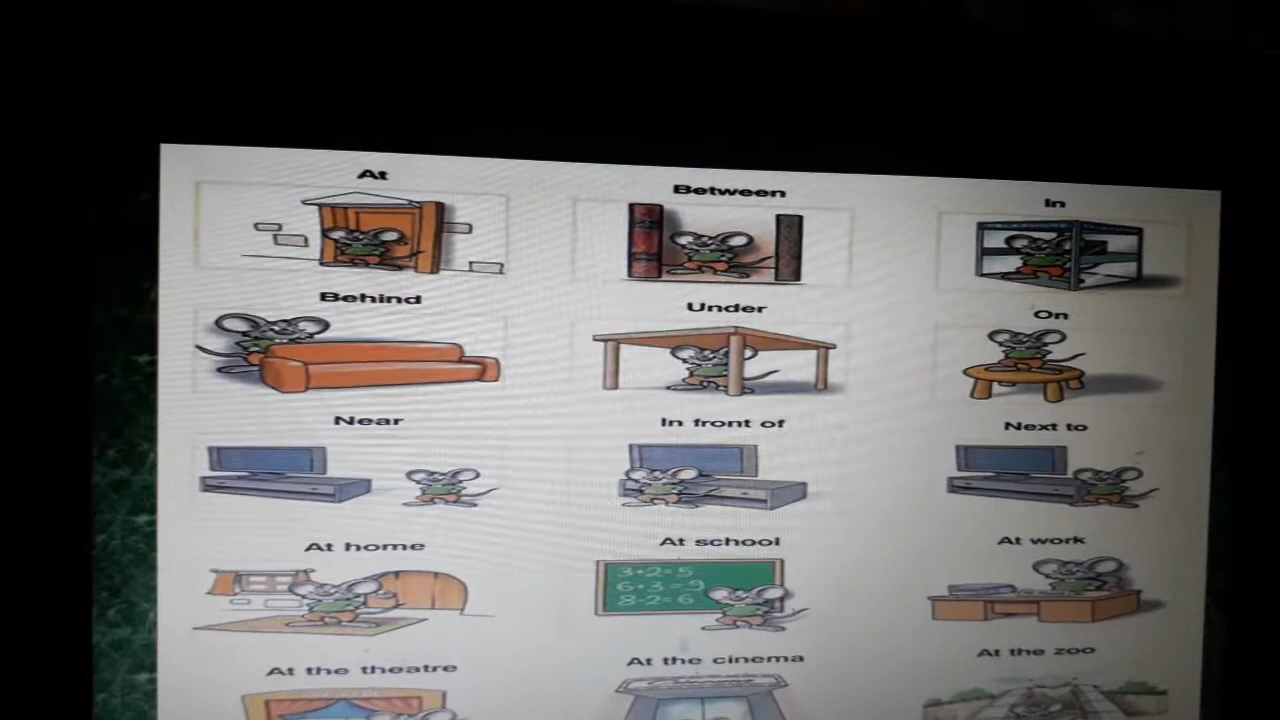 At
Between
In
Behind
Under
On
Near
In front of
Next to
At home
At school
At work
3+2=5
6+3=9
8-2=6
At the theatre
At the cinema
At the zoo